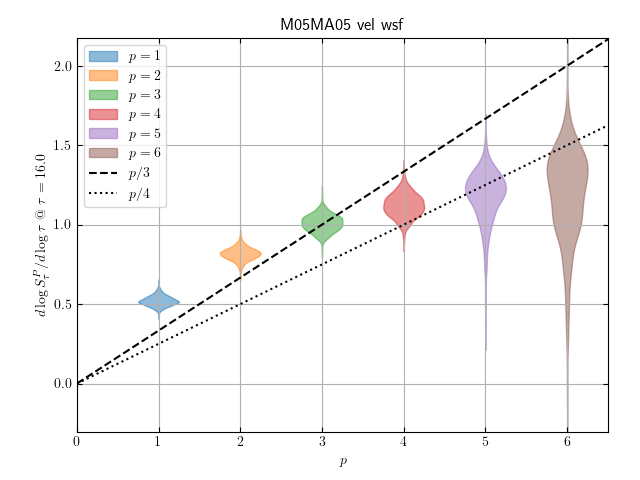 M05MA05 vel wsf
d log S_τ^P / d log τ @ τ = 16.0
2.0
1.5
1.0
0.5
0.0
p = 1
p = 2
p = 3
p = 4
p = 5
p = 6
p/3
p/4
0 1 2 3 4 5 6
p